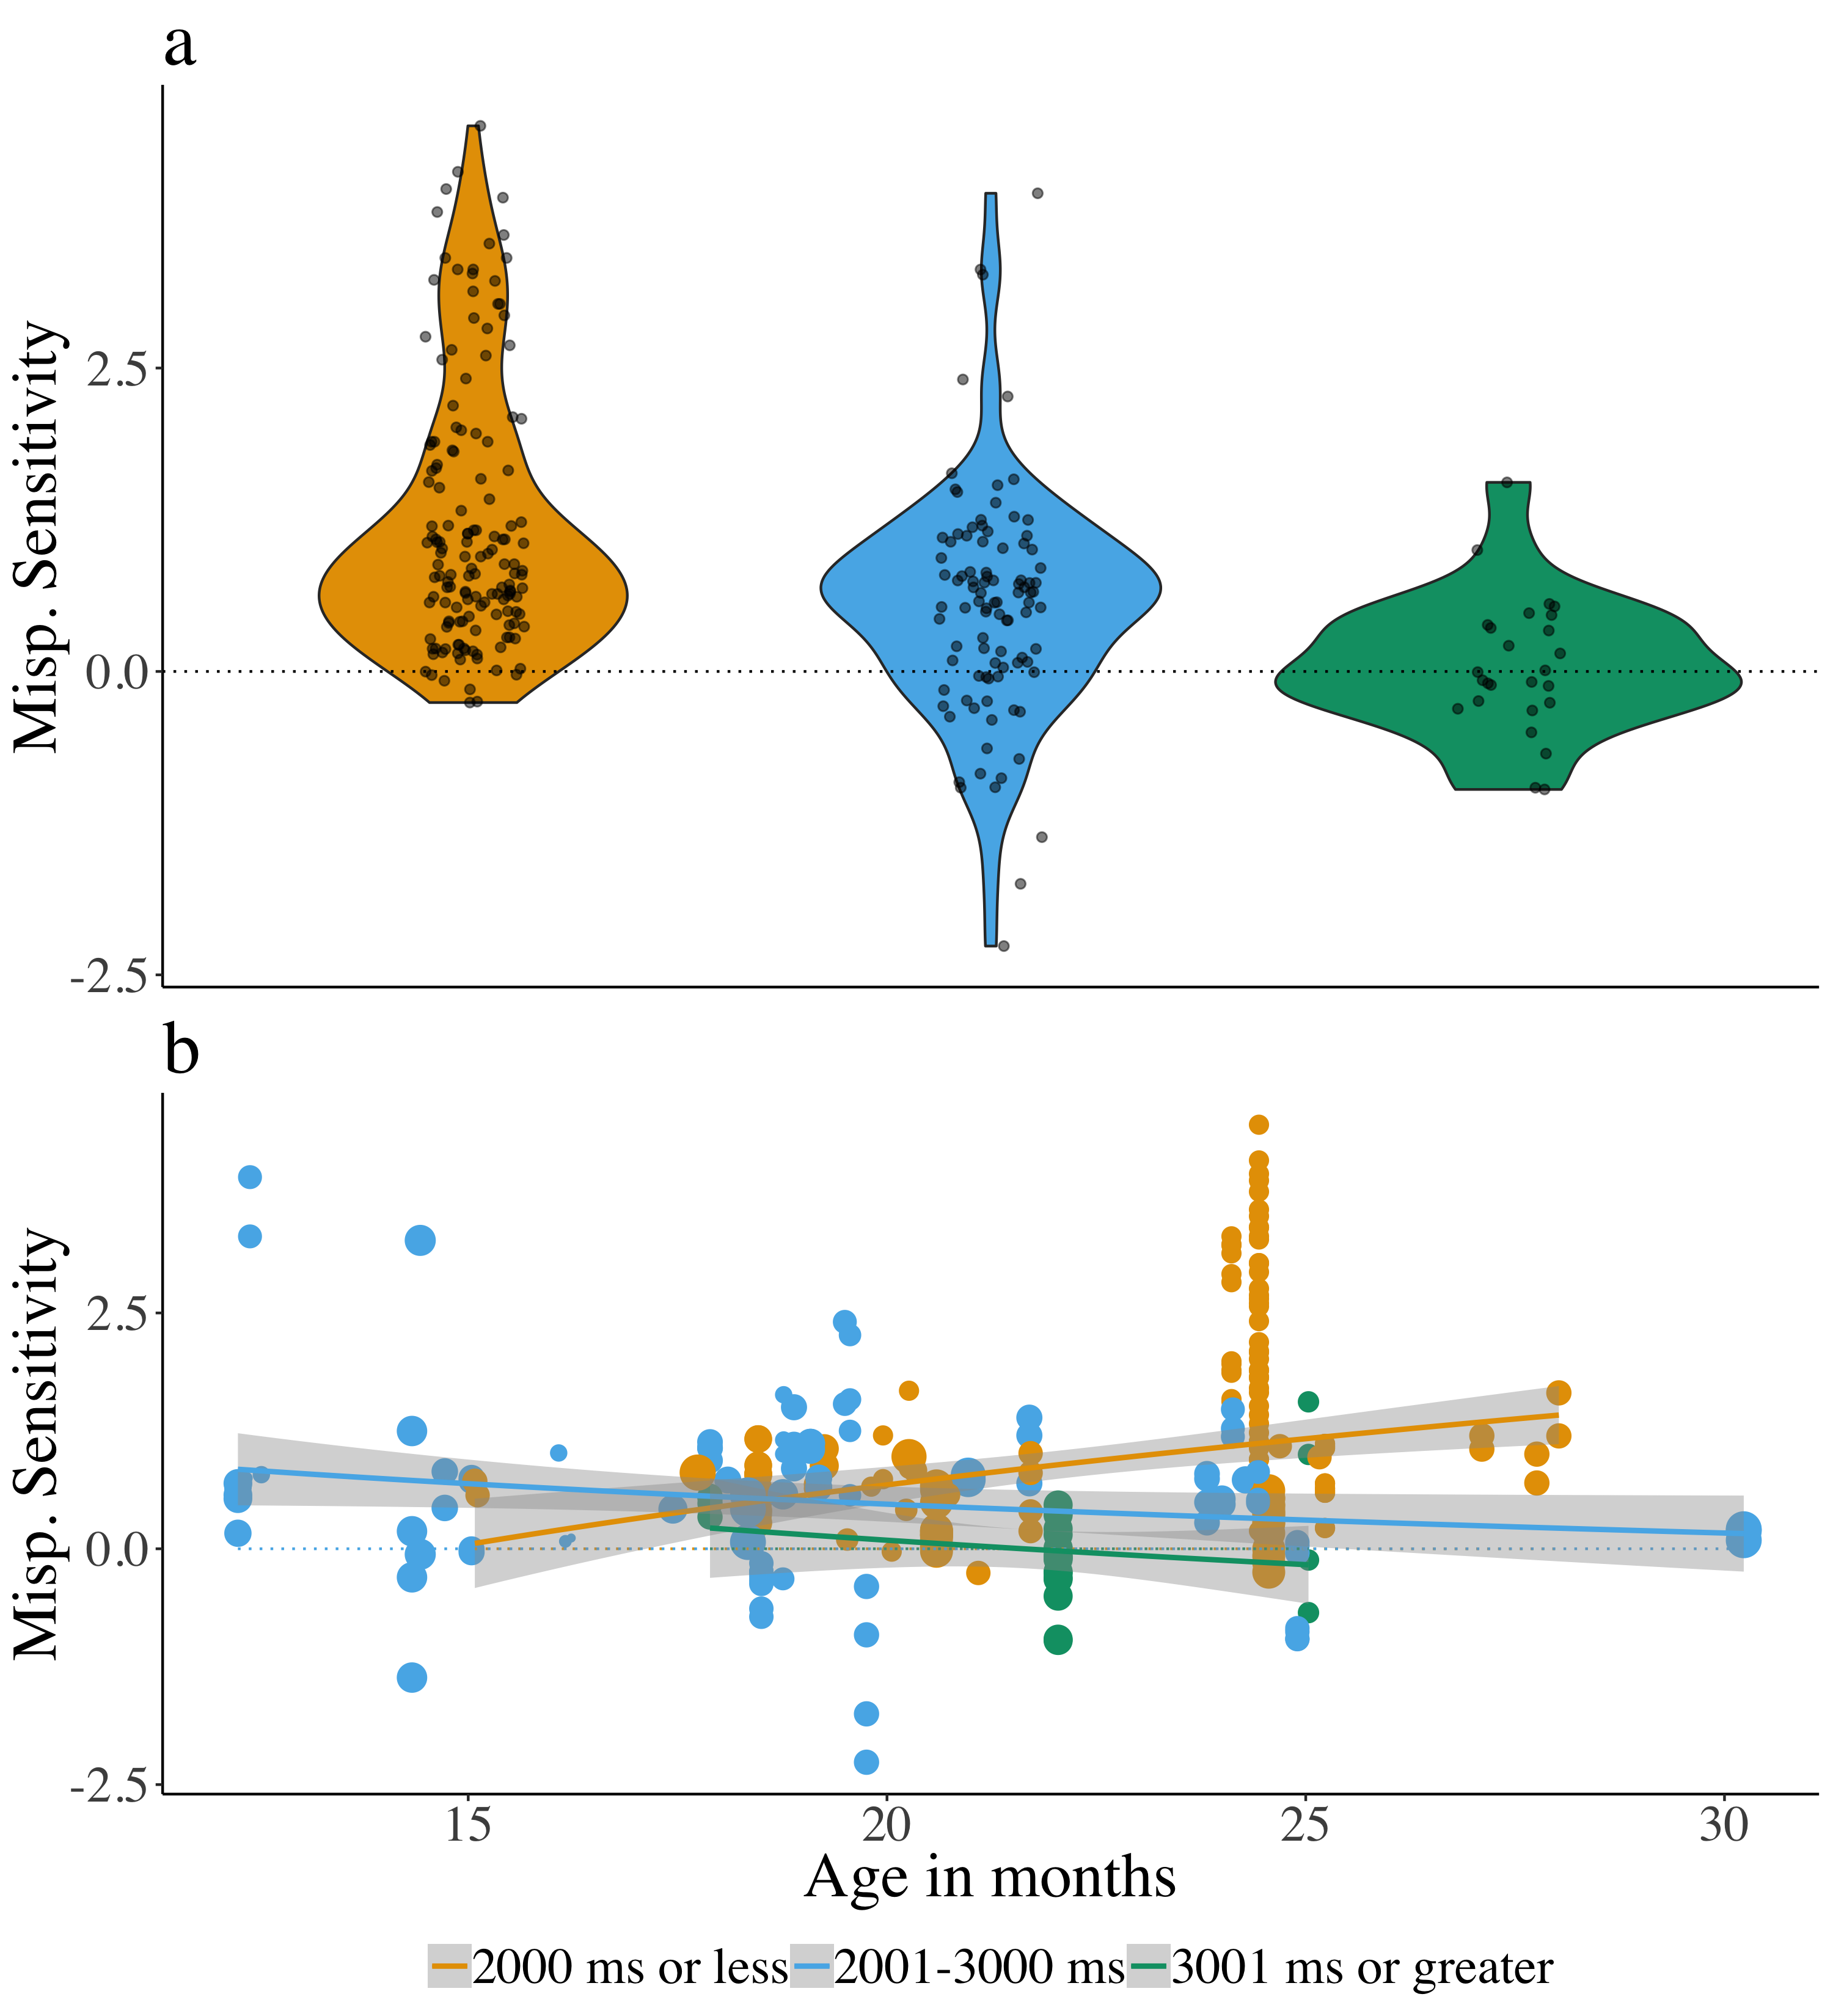 a
Misp. Sensitivity
2.5
0.0
-2.5
b
Misp. Sensitivity
2.5
0.0
-2.5
15 20 25 30
Age in months
2000 ms or less 2001-3000 ms 3001 ms or greater